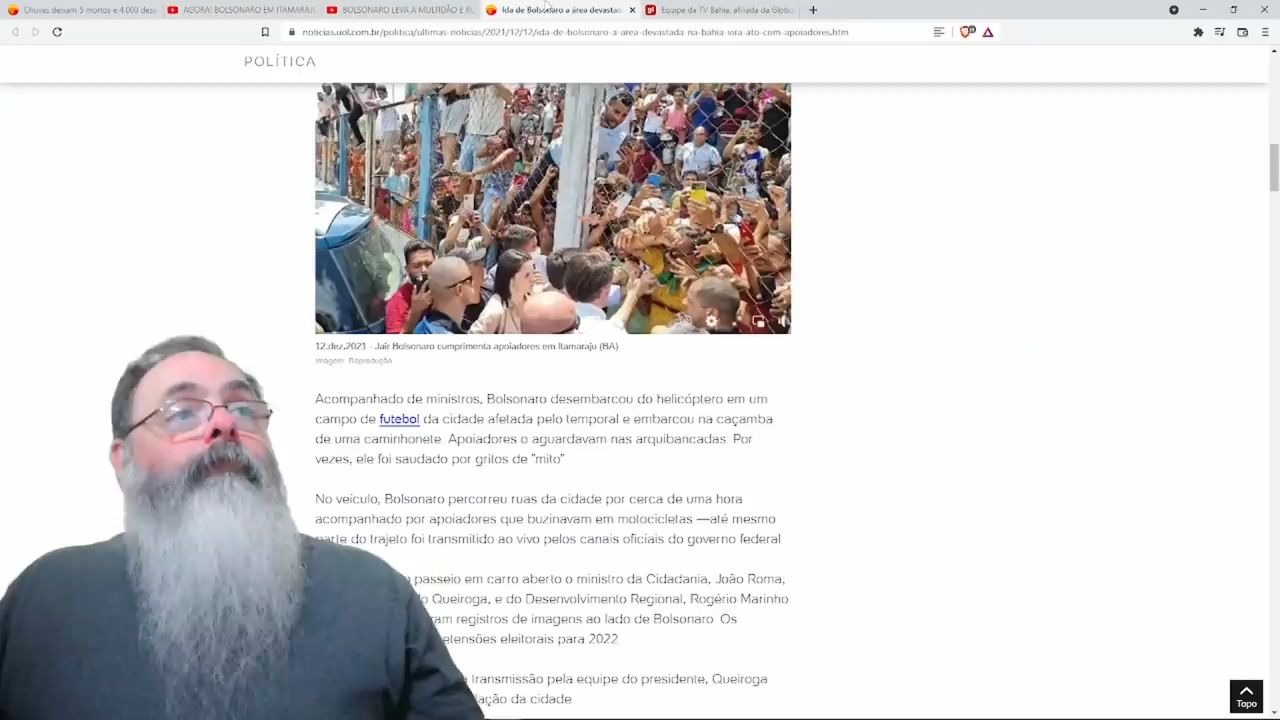 Chuvas deixam 5 mortos e 4.000 desa
AGORA! BOLSONARO EM ITAMARAJ
BOLSONARO LEVA A MULTIDÃO E RU
Ida de Bolsonaro a área devastad
Equipe da TV Bahia, afiliada da Globo,
noticias.uol.com.br/politica/ultimas-noticias/2021/12/12/ida-de-bolsonaro-a-area-devastada-na-bahia-vira-ato-com-apoiadores.htm
POLÍTICA
12.dez.2021 - Jair Bolsonaro cumprimenta apoiadores em Itamaraju (BA)
Imagem: Reprodução
Acompanhado de ministros, Bolsonaro desembarcou do helicóptero em um
campo de futebol da cidade afetada pelo temporal e embarcou na caçamba
de uma caminhonete. Apoiadores o aguardavam nas arquibancadas. Por
vezes, ele foi saudado por gritos de "mito"
No veículo, Bolsonaro percorreu ruas da cidade por cerca de uma hora
acompanhado por apoiadores que buzinavam em motocicletas —até mesmo
parte do trajeto foi transmitido ao vivo pelos canais oficiais do governo federal
passeio em carro aberto o ministro da Cidadania, João Roma,
Queiroga, e do Desenvolvimento Regional, Rogério Marinho
registros de imagens ao lado de Bolsonaro. Os
eleitorais para 2022
transmissão pela equipe do presidente, Queiroga
da cidade
Topo